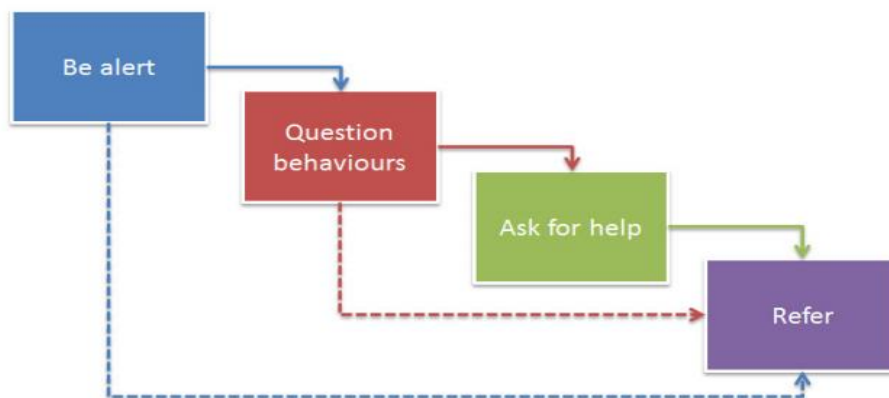 Be alert
Question
behaviours
Ask for help
Refer